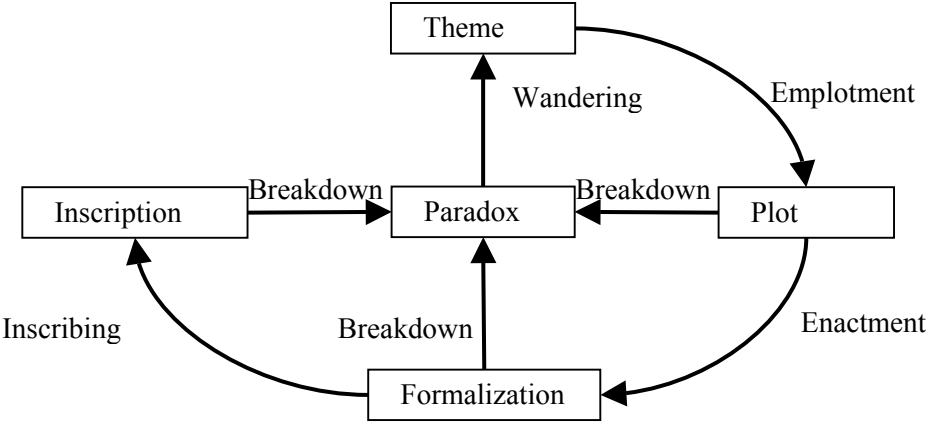 Theme
Wandering
Emplotment
Breakdown
Breakdown
Inscription
Paradox
Plot
Inscribing
Breakdown
Enactment
Formalization